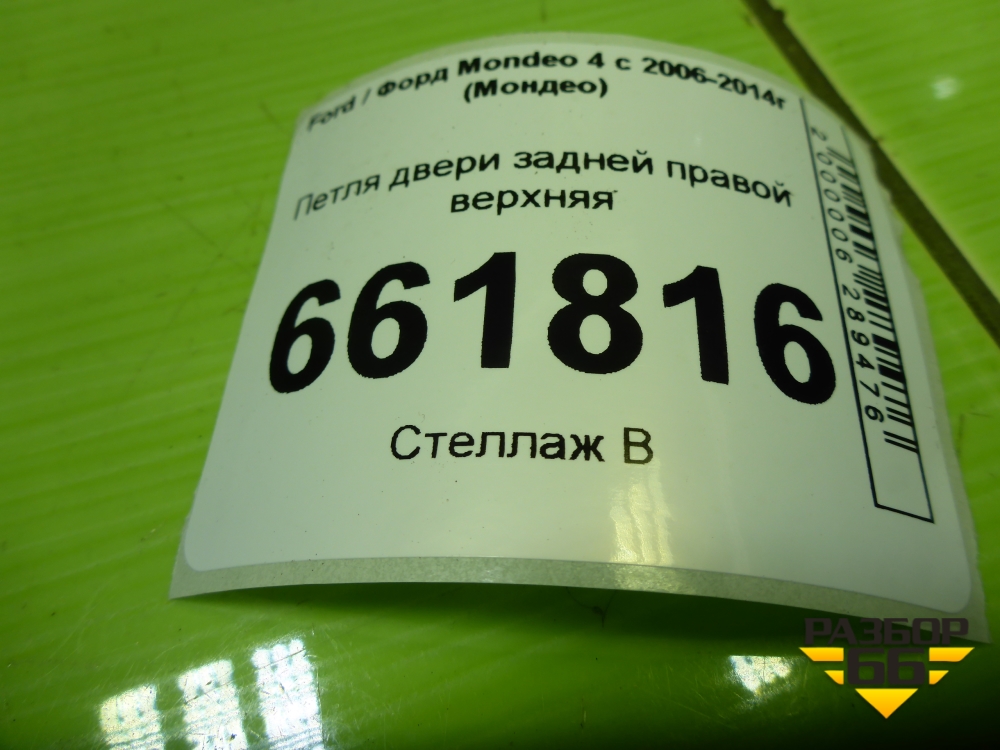 Ford / Форд Mondeo 4 с 2006-2014г
(Мондео)
Петля двери задней правой
верхняя
661816
Стеллаж В
2000006289476
РАЗБОР
66